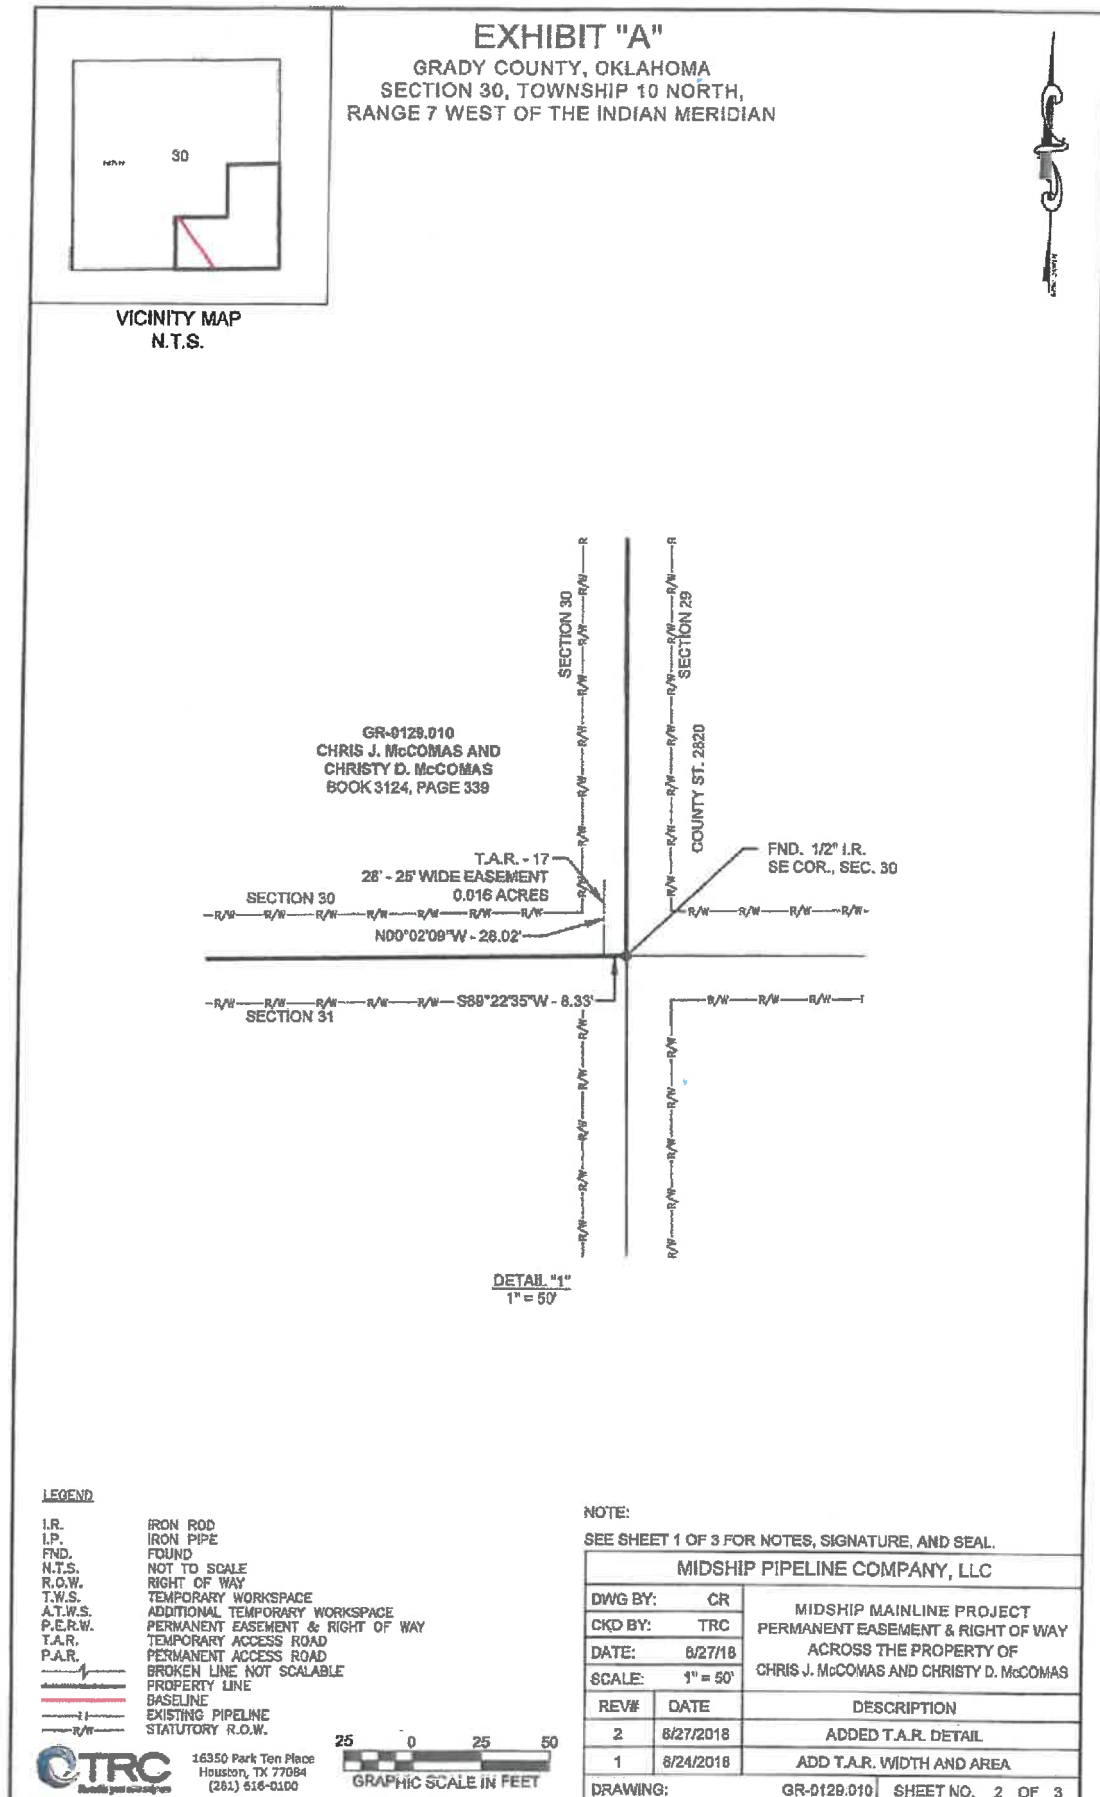 EXHIBIT "A"
GRADY COUNTY, OKLAHOMA
SECTION 30, TOWNSHIP 10 NORTH,
RANGE 7 WEST OF THE INDIAN MERIDIAN
30
VICINITY MAP
N.T.S.
SECTION 30
SECTION 29
COUNTY ST. 2820
GR-0129.010
CHRIS J. McCOMAS AND
CHRISTY D. McCOMAS
BOOK 3124, PAGE 339
T.A.R. - 17
28' - 25' WIDE EASEMENT
0.016 ACRES
FND. 1/2" I.R.
SE COR., SEC. 30
SECTION 30
R/W R/W R/W R/W R/W R/W R/W
R/W R/W R/W R/W
N00°02'09"W - 28.02'
R/W R/W R/W R/W R/W S89°22'35"W - 8.33'
R/W R/W R/W
SECTION 31
DETAIL "1"
1" = 50'
LEGEND
I.R. IRON ROD
I.P. IRON PIPE
FND. FOUND
N.T.S. NOT TO SCALE
R.O.W. RIGHT OF WAY
T.W.S. TEMPORARY WORKSPACE
A.T.W.S. ADDITIONAL TEMPORARY WORKSPACE
P.E.R.W. PERMANENT EASEMENT & RIGHT OF WAY
T.A.R. TEMPORARY ACCESS ROAD
P.A.R. PERMANENT ACCESS ROAD
BROKEN LINE NOT SCALABLE
PROPERTY LINE
BASELINE
EXISTING PIPELINE
R/W STATUTORY R.O.W.
TRC
16350 Park Ten Place
Houston, TX 77084
(281) 616-0100
25 0 25 50
GRAPHIC SCALE IN FEET
NOTE:
SEE SHEET 1 OF 3 FOR NOTES, SIGNATURE, AND SEAL.
MIDSHIP PIPELINE COMPANY, LLC
DWG BY: CR
CKD BY: TRC
DATE: 8/27/18
SCALE: 1" = 50'
MIDSHIP MAINLINE PROJECT
PERMANENT EASEMENT & RIGHT OF WAY
ACROSS THE PROPERTY OF
CHRIS J. McCOMAS AND CHRISTY D. McCOMAS
REV# DATE DESCRIPTION
2 8/27/2018 ADDED T.A.R. DETAIL
1 8/24/2018 ADD T.A.R. WIDTH AND AREA
DRAWING: GR-0129.010 SHEET NO. 2 OF 3